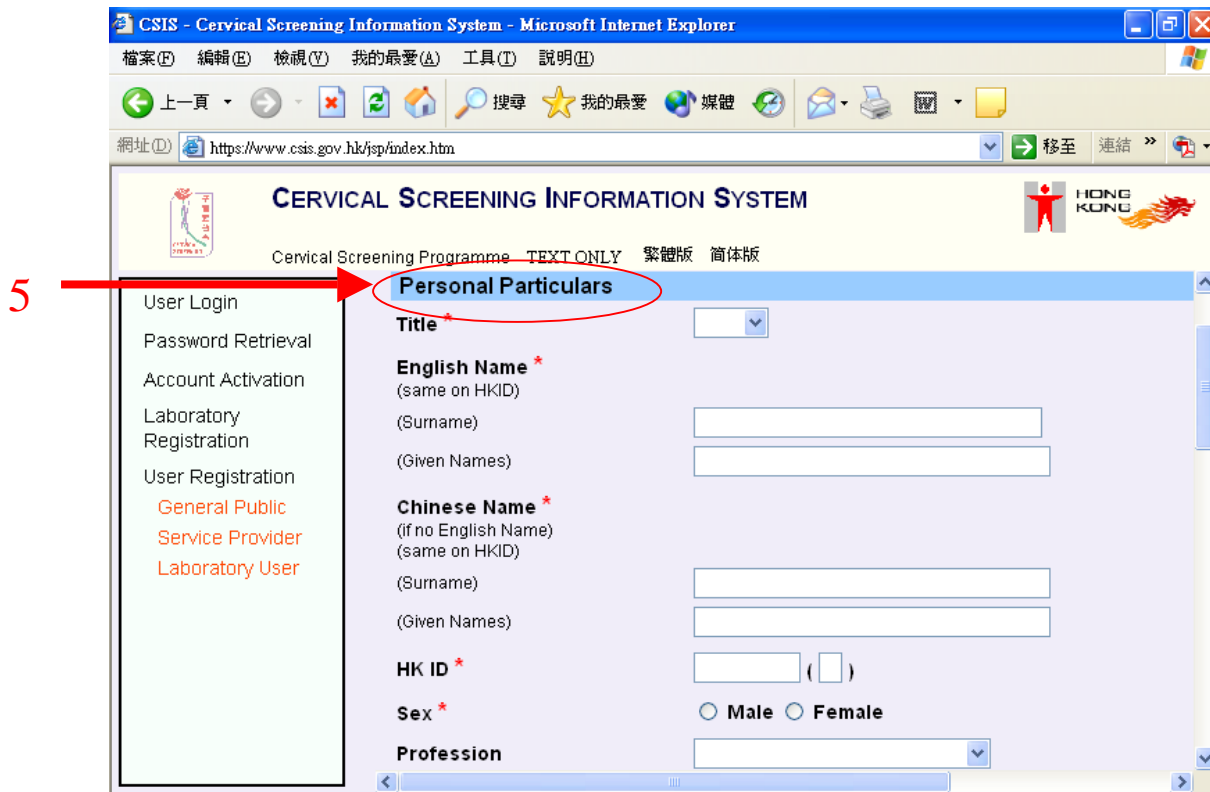 CSIS - Cervical Screening Information System - Microsoft Internet Explorer
檔案(F) 編輯(E) 檢視(V) 我的最愛(A) 工具(T) 說明(H)
上一頁 搜尋 我的最愛 媒體
網址(D) https://www.csis.gov.hk/jsp/index.htm 移至 連結 »
CERVICAL SCREENING INFORMATION SYSTEM
HONG
KONG
Cervical Screening Programme TEXT ONLY 繁體版 简体版
5
User Login
Password Retrieval
Account Activation
Laboratory
Registration
User Registration
General Public
Service Provider
Laboratory User
Personal Particulars
Title *
English Name *
(same on HKID)
(Surname)
(Given Names)
Chinese Name *
(if no English Name)
(same on HKID)
(Surname)
(Given Names)
HK ID * ( )
Sex * Male Female
Profession